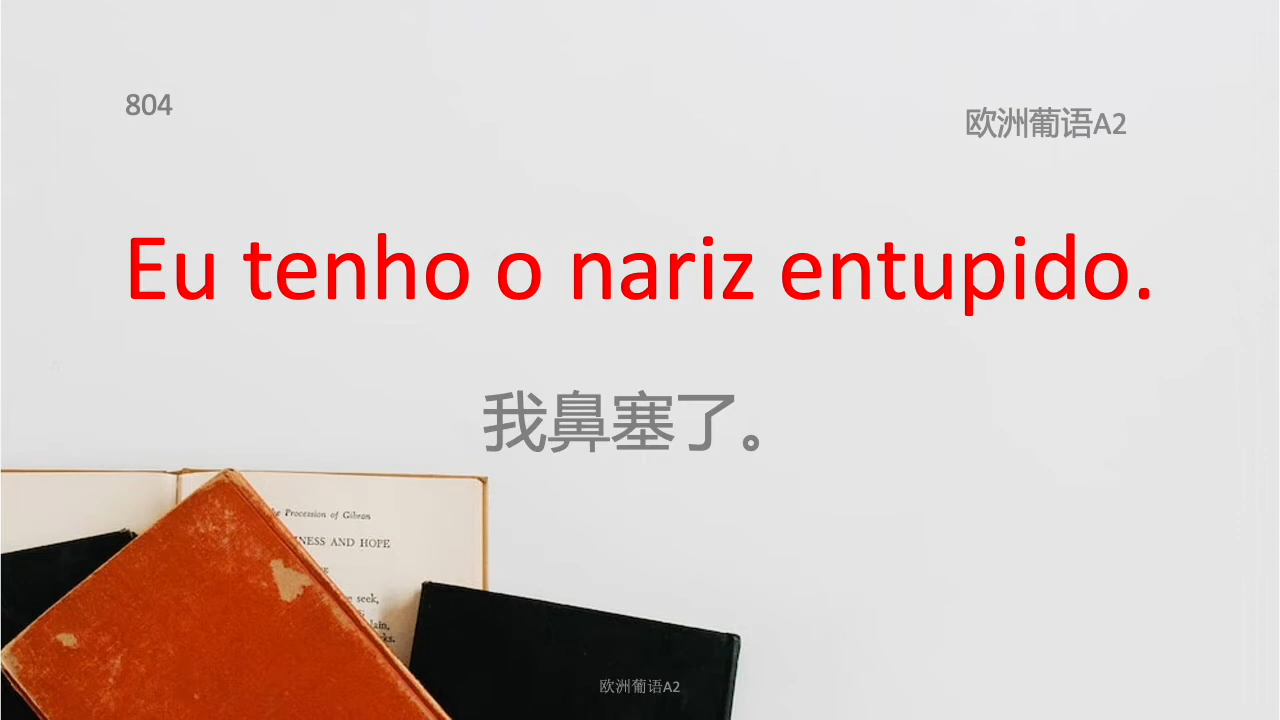 804
欧洲葡语A2
Eu tenho o nariz entupido.
我鼻塞了。
Procession of Gibran
NESS AND HOPE
seek,
欧洲葡语A2